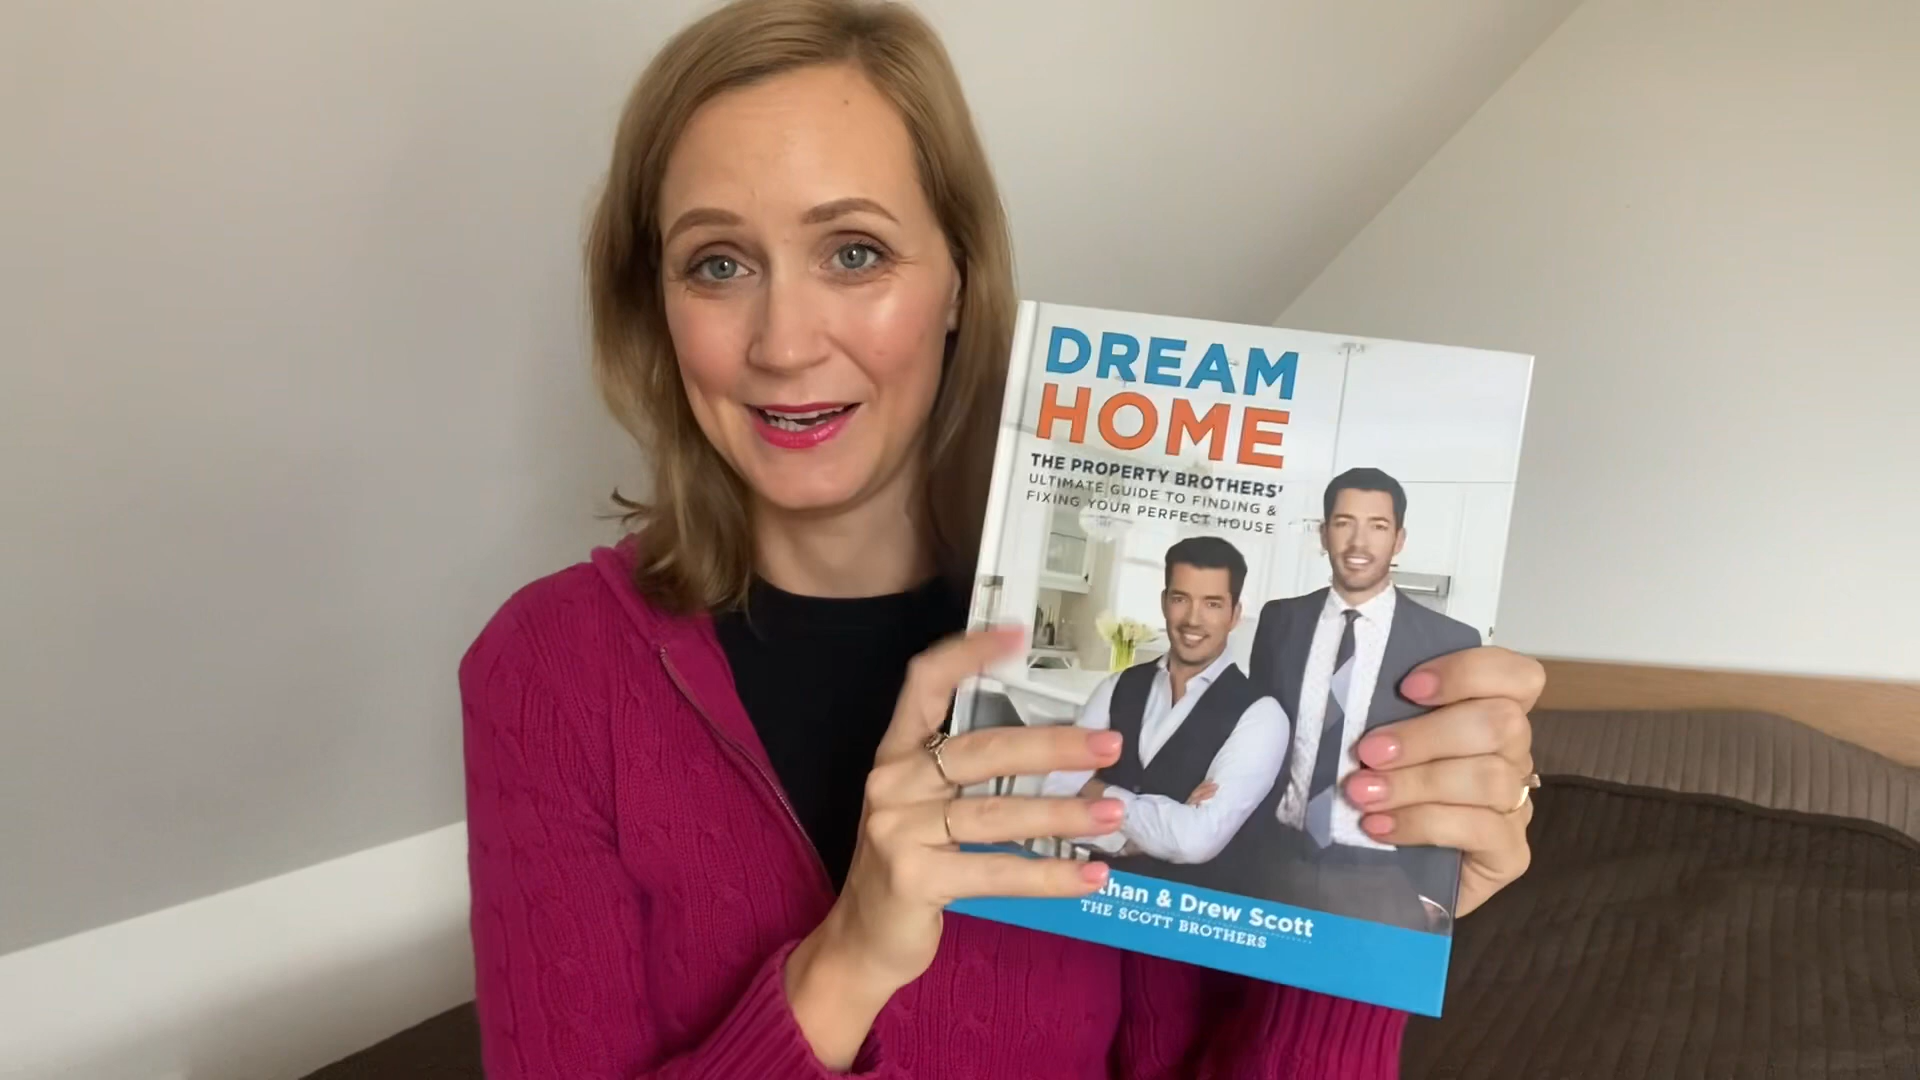 DREAM
HOME
THE PROPERTY BROTHERS'
ULTIMATE GUIDE TO FINDING &
FIXING YOUR PERFECT HOUSE
& Drew Scott
THE SCOTT BROTHERS